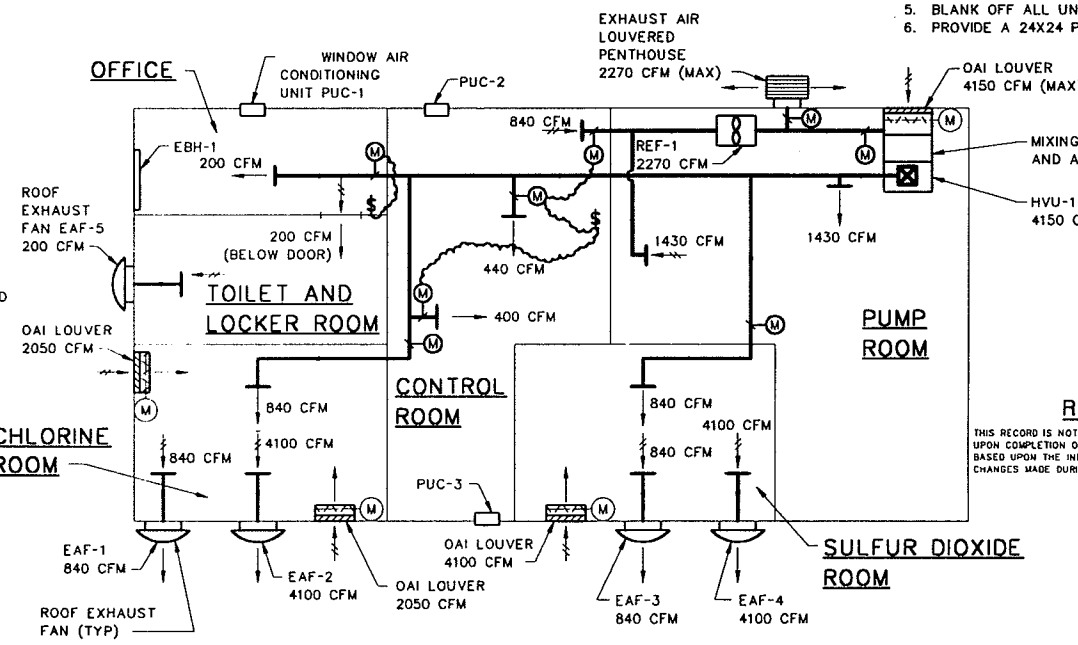 5. BLANK OFF ALL UN
6. PROVIDE A 24X24 P
EXHAUST AIR
LOUVERED
PENTHOUSE
2270 CFM (MAX)
OFFICE
WINDOW AIR
CONDITIONING
UNIT PUC-1
PUC-2
OAI LOUVER
4150 CFM (MAX
840 CFM
M
M
EBH-1
200 CFM
M
M
REF-1
2270 CFM
M
MIXING
AND A
ROOF
EXHAUST
FAN EAF-5
200 CFM
$
M
$
HVU-1
4150 C
200 CFM
(BELOW DOOR)
440 CFM
1430 CFM
1430 CFM
TOILET AND
LOCKER ROOM
M
400 CFM
D
OAI LOUVER
2050 CFM
M
M
PUMP
ROOM
M
CONTROL
ROOM
840 CFM
840 CFM
4100 CFM
R
CHLORINE
ROOM
840 CFM
4100 CFM
840 CFM
THIS RECORD IS NOT
UPON COMPLETION O
BASED UPON THE IN
CHANGES MADE DURI
PUC-3
M
M
EAF-1
840 CFM
EAF-2
4100 CFM
OAI LOUVER
2050 CFM
OAI LOUVER
4100 CFM
SULFUR DIOXIDE
ROOM
ROOF EXHAUST
FAN (TYP)
EAF-3
840 CFM
EAF-4
4100 CFM